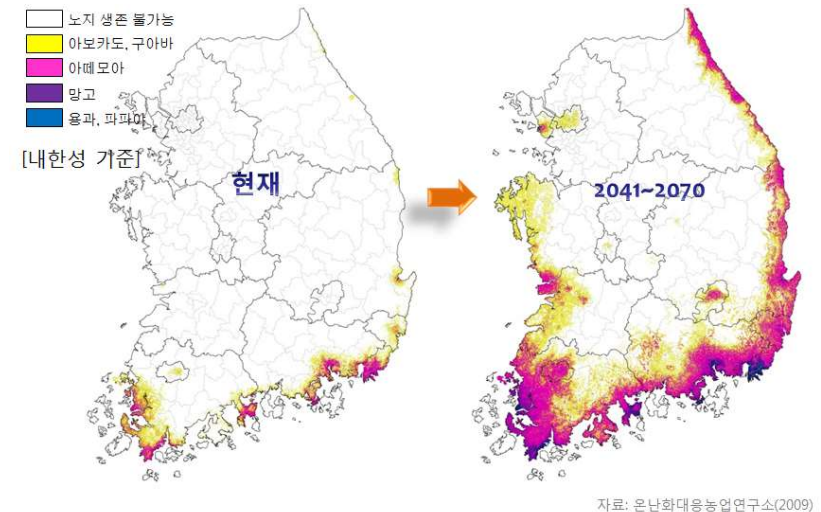 노지 생존 불가능
아보카도, 구아바
아떼모아
망고
용과, 파파야
[내한성 기준]
현재
2041~2070
자료: 온난화대응농업연구소(2009)